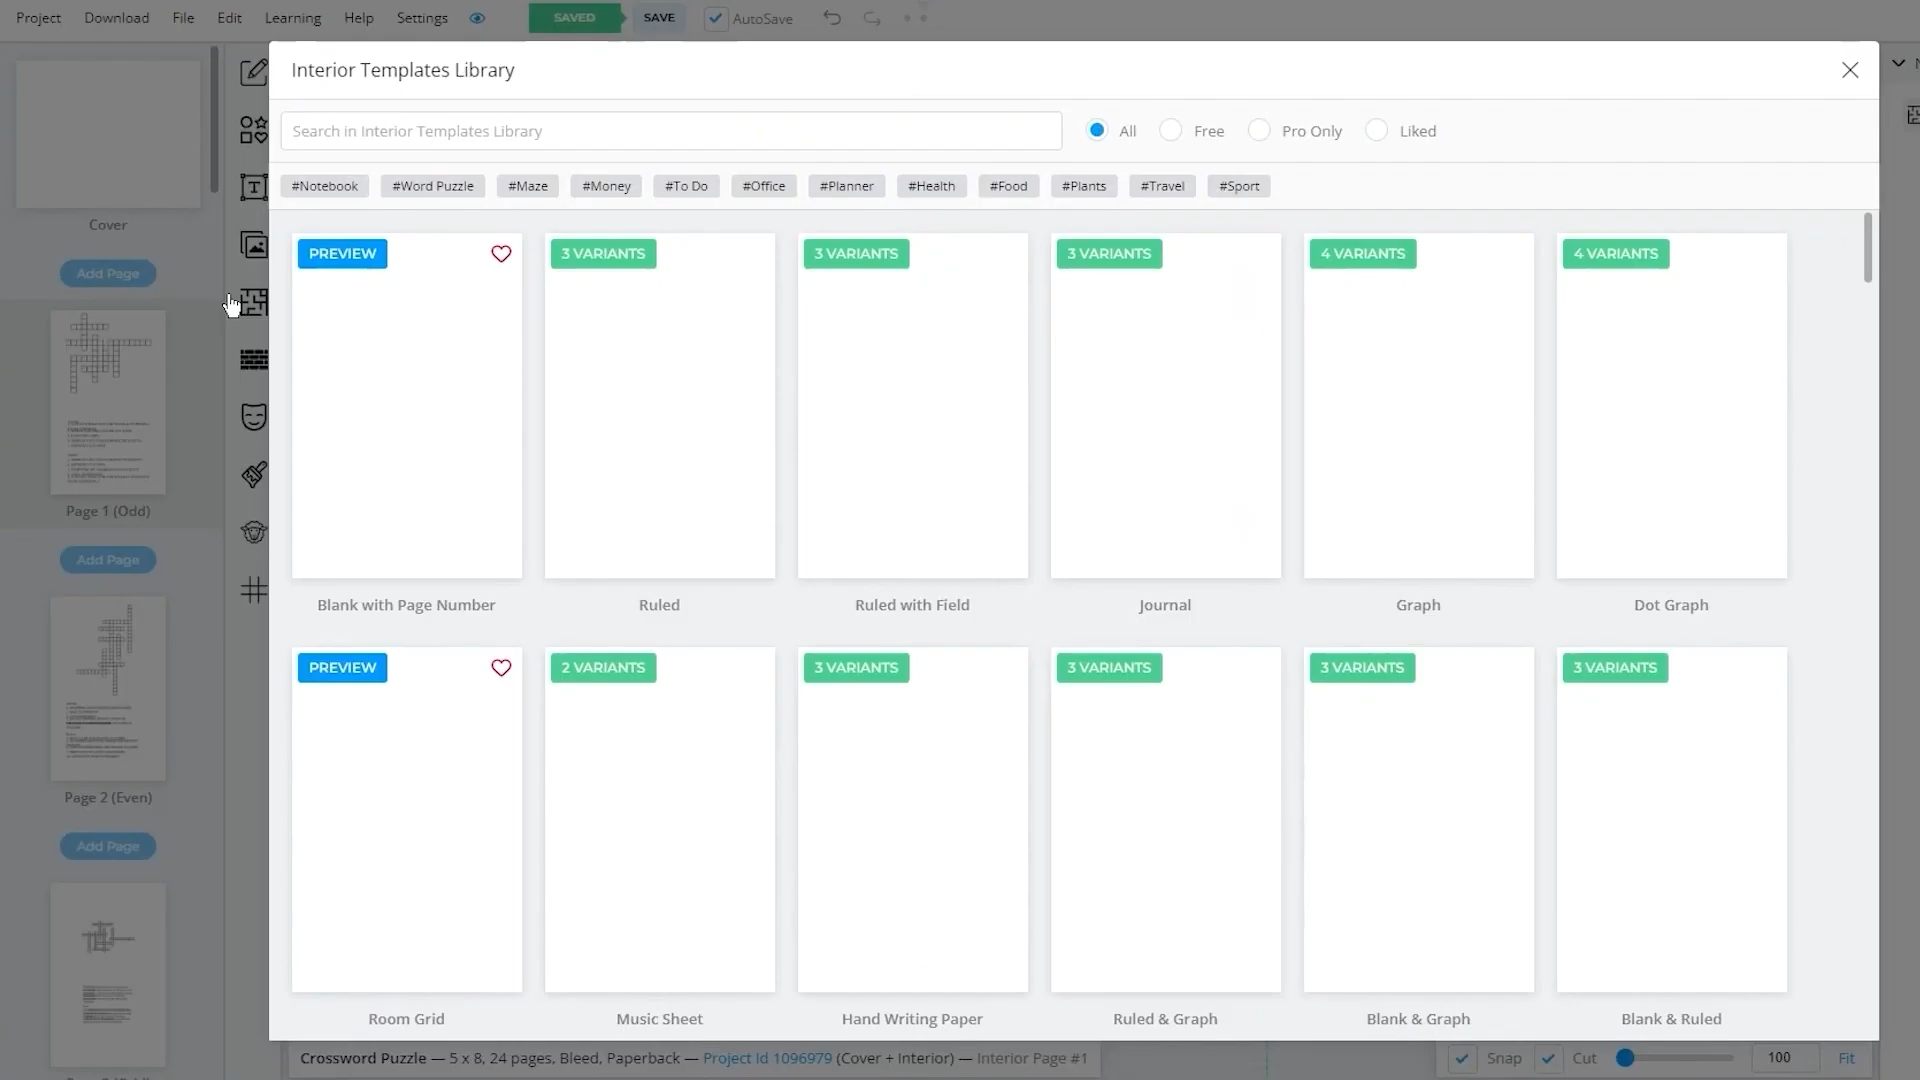 Project Download File Edit Learning Help Settings SAVED SAVE AutoSave
Interior Templates Library
Search in Interior Templates Library All Free Pro Only Liked
#Notebook #Word Puzzle #Maze #Money #To Do #Office #Planner #Health #Food #Plants #Travel #Sport
Cover
Add Page
PREVIEW 3 VARIANTS 3 VARIANTS 3 VARIANTS 4 VARIANTS 4 VARIANTS
Page 1 (Odd)
Add Page
Blank with Page Number Ruled Ruled with Field Journal Graph Dot Graph
PREVIEW 2 VARIANTS 3 VARIANTS 3 VARIANTS 3 VARIANTS 3 VARIANTS
Page 2 (Even)
Add Page
Room Grid Music Sheet Hand Writing Paper Ruled & Graph Blank & Graph Blank & Ruled
Crossword Puzzle — 5 x 8, 24 pages, Bleed, Paperback — Project Id 1096979 (Cover + Interior) — Interior Page #1 Snap Cut 100 Fit